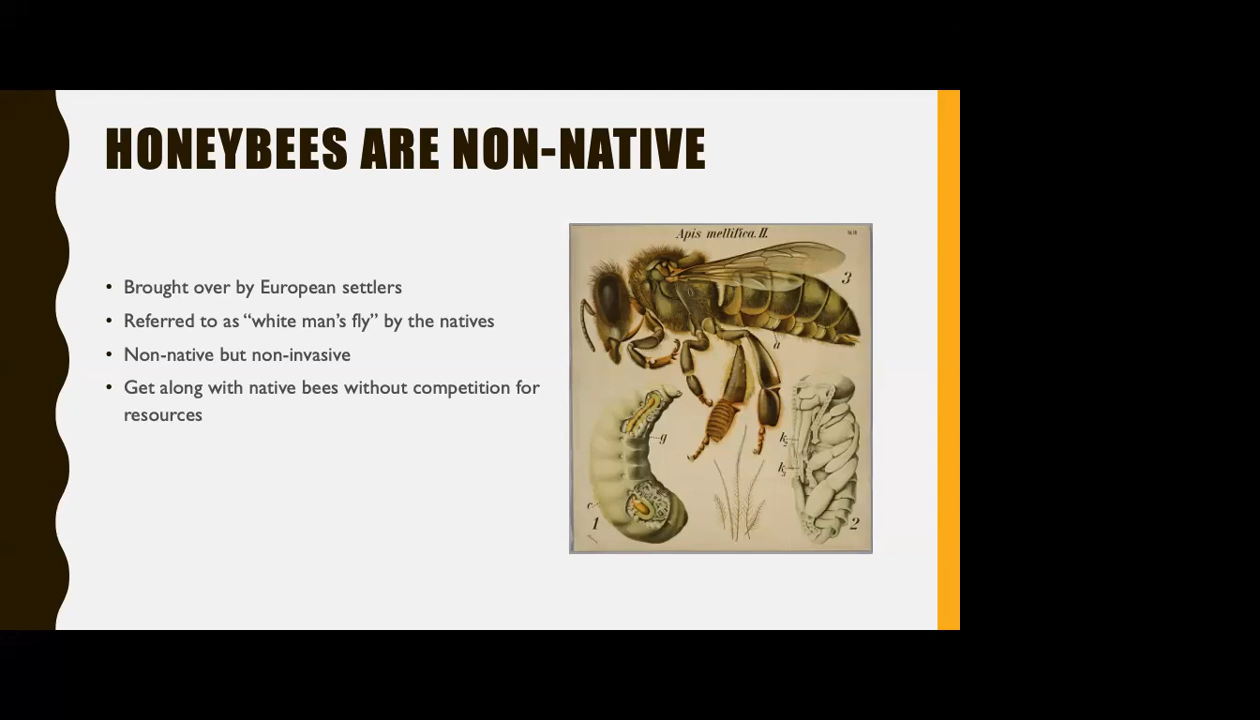 HONEYBEES ARE NON-NATIVE
• Brought over by European settlers
• Referred to as “white man’s fly” by the natives
• Non-native but non-invasive
• Get along with native bees without competition for
resources
Apis mellifica. II.
3
a
g
k
k
c
1
2